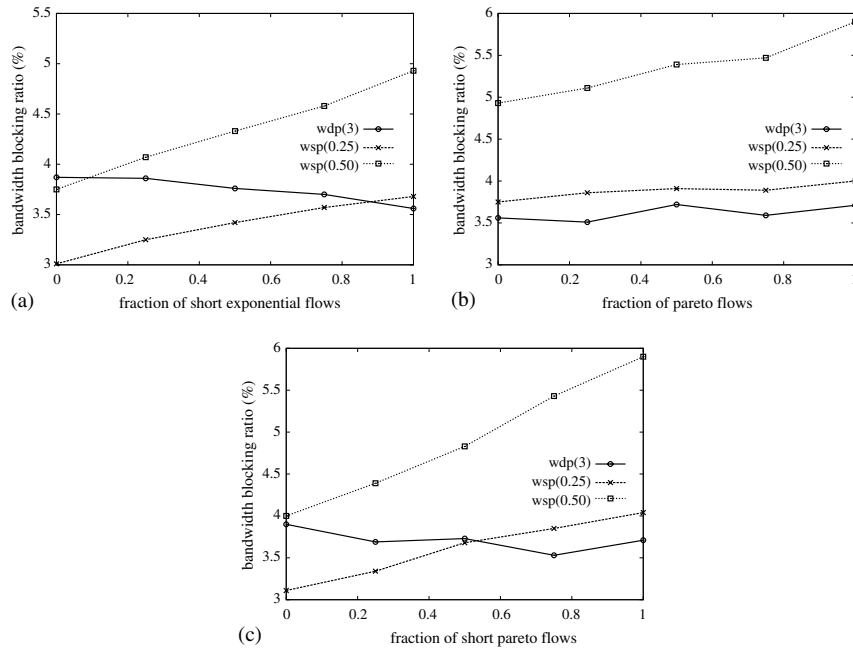 5.5
5
4.5
4
3.5
3
bandwidth blocking ratio (%)
wdp(3)
wsp(0.25)
wsp(0.50)
0 0.2 0.4 0.6 0.8 1
fraction of short exponential flows
(a)
6
5.5
5
4.5
4
3.5
3
bandwidth blocking ratio (%)
wdp(3)
wsp(0.25)
wsp(0.50)
0 0.2 0.4 0.6 0.8 1
fraction of pareto flows
(b)
6
5.5
5
4.5
4
3.5
3
bandwidth blocking ratio (%)
wdp(3)
wsp(0.25)
wsp(0.50)
0 0.2 0.4 0.6 0.8 1
fraction of short pareto flows
(c)